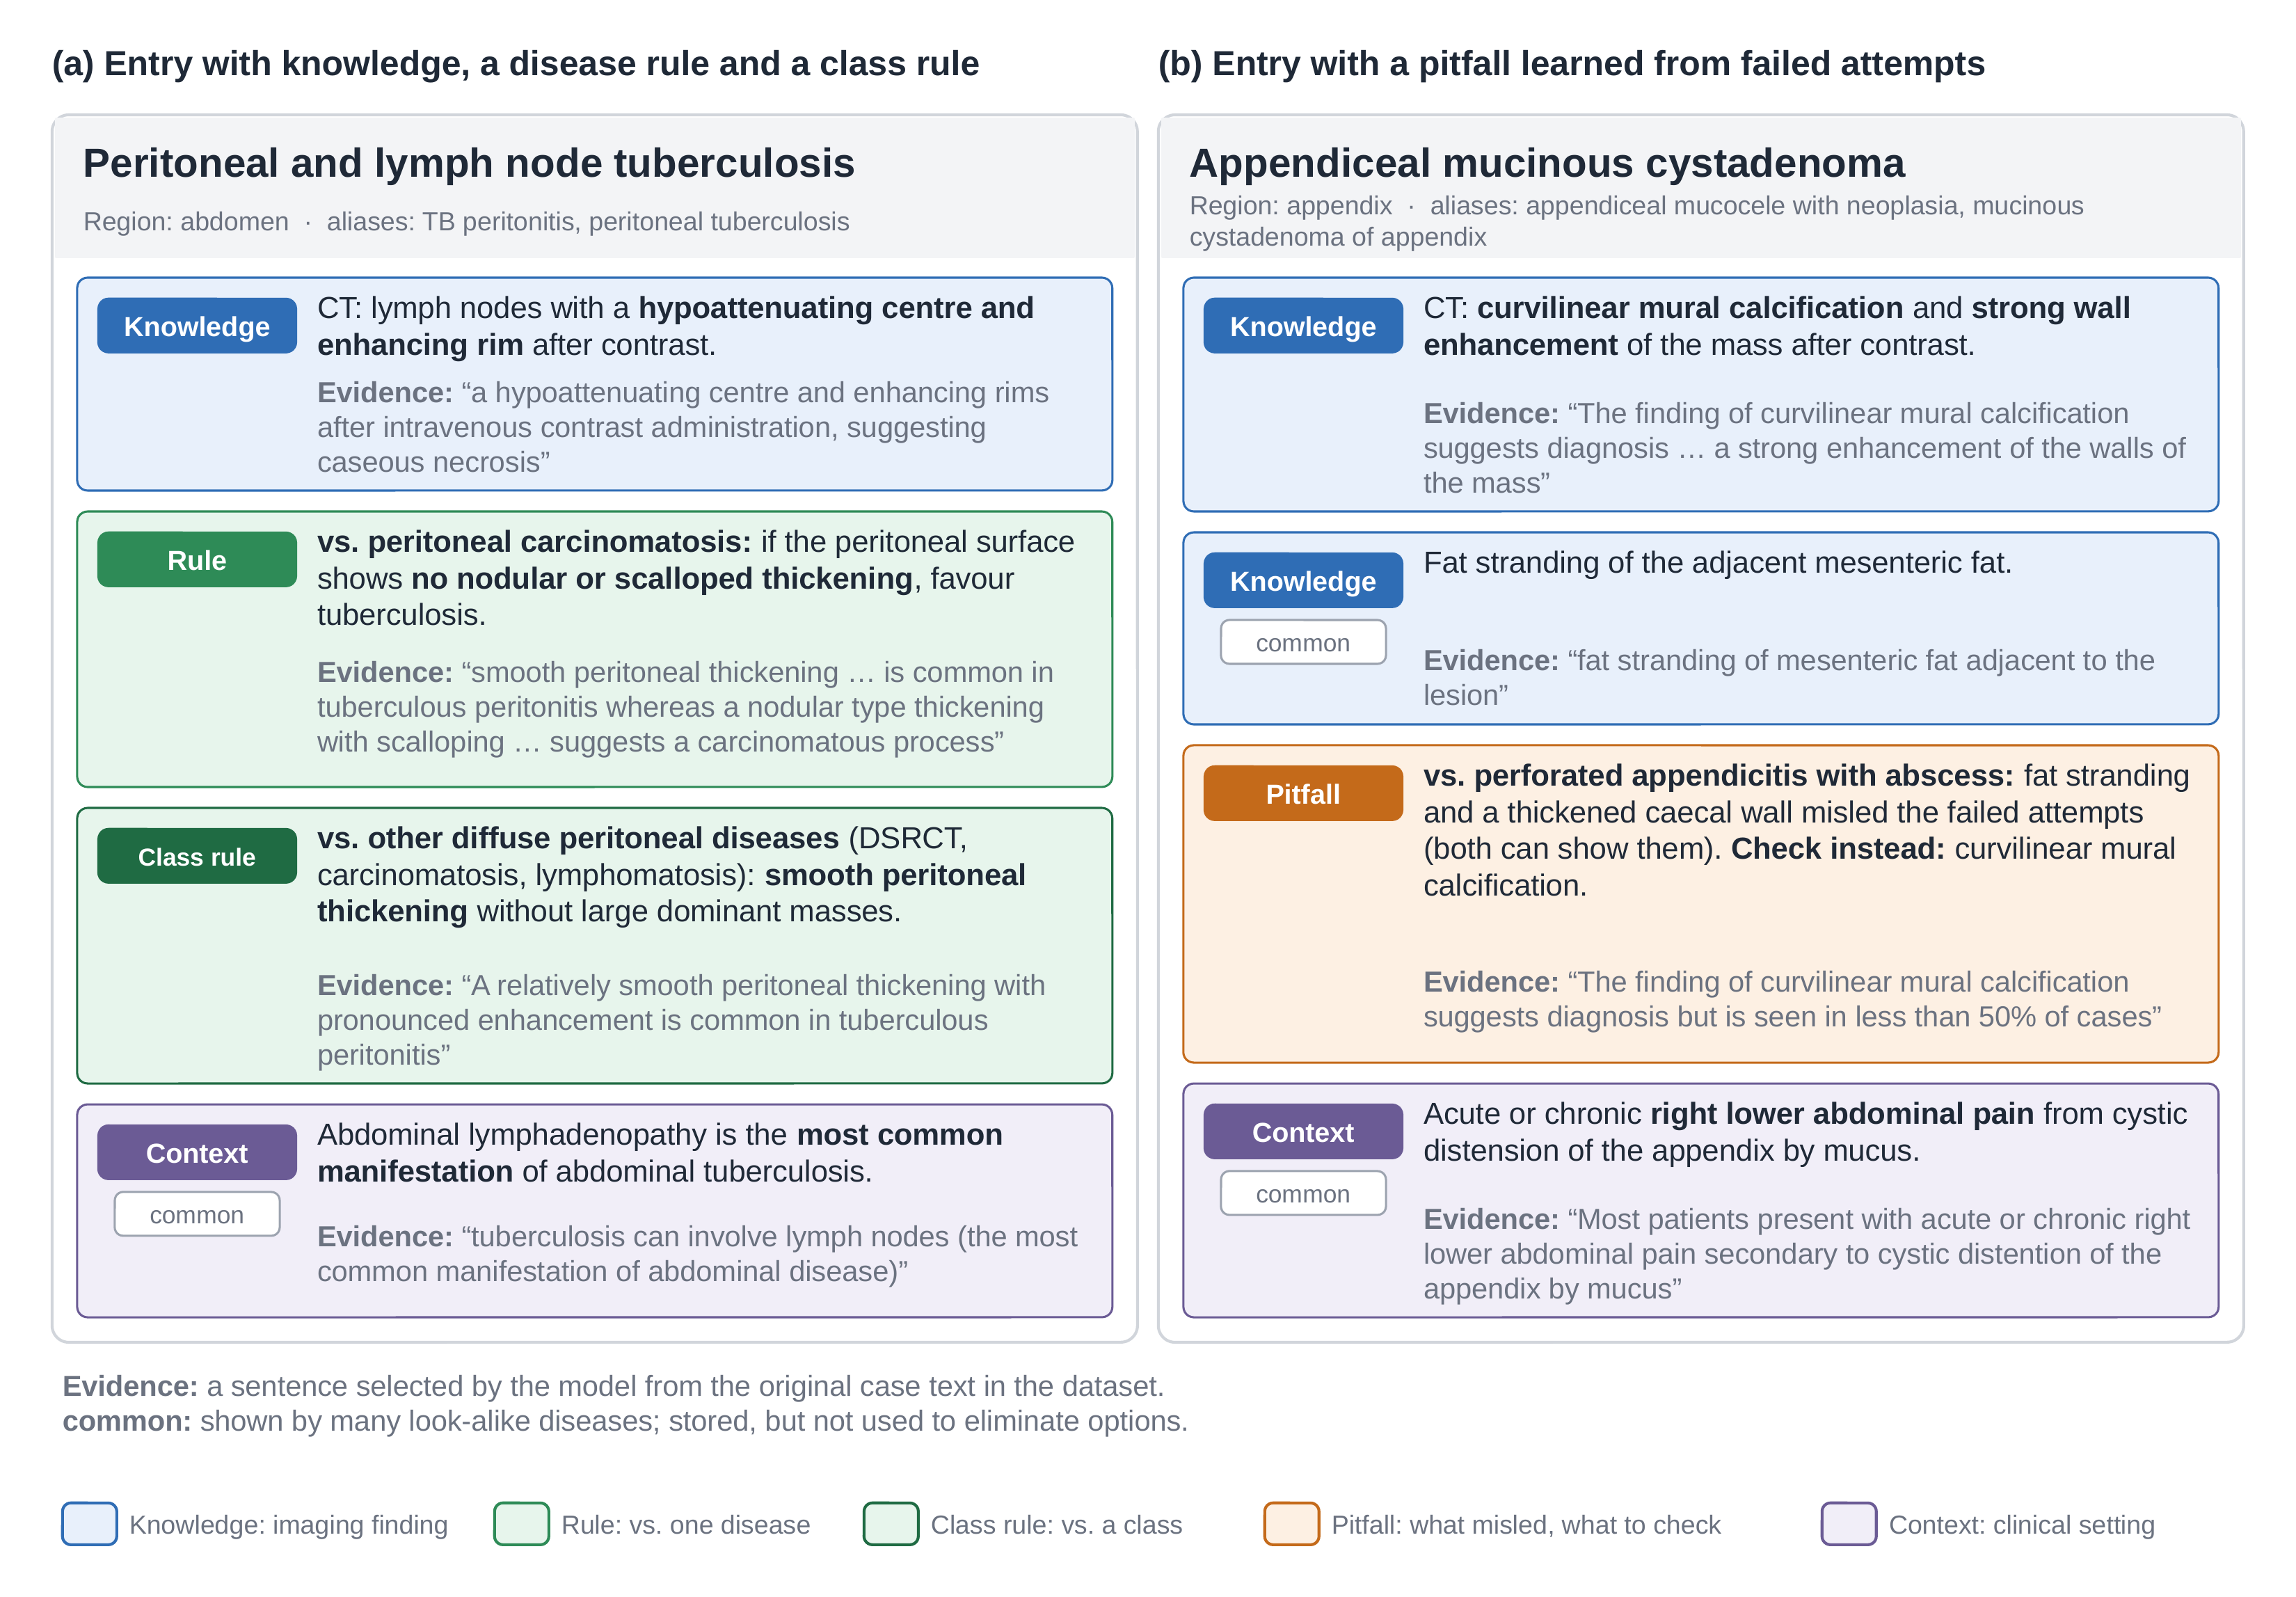 (a) Entry with knowledge, a disease rule and a class rule
Peritoneal and lymph node tuberculosis
Region: abdomen · aliases: TB peritonitis, peritoneal tuberculosis
Knowledge
CT: lymph nodes with a hypoattenuating centre and
enhancing rim after contrast.
Evidence: “a hypoattenuating centre and enhancing rims
after intravenous contrast administration, suggesting
caseous necrosis”
Rule
vs. peritoneal carcinomatosis: if the peritoneal surface
shows no nodular or scalloped thickening, favour
tuberculosis.
Evidence: “smooth peritoneal thickening … is common in
tuberculous peritonitis whereas a nodular type thickening
with scalloping … suggests a carcinomatous process”
Class rule
vs. other diffuse peritoneal diseases (DSRCT,
carcinomatosis, lymphomatosis): smooth peritoneal
thickening without large dominant masses.
Evidence: “A relatively smooth peritoneal thickening with
pronounced enhancement is common in tuberculous
peritonitis”
Context
common
Abdominal lymphadenopathy is the most common
manifestation of abdominal tuberculosis.
Evidence: “tuberculosis can involve lymph nodes (the most
common manifestation of abdominal disease)”
(b) Entry with a pitfall learned from failed attempts
Appendiceal mucinous cystadenoma
Region: appendix · aliases: appendiceal mucocele with neoplasia, mucinous
cystadenoma of appendix
Knowledge
CT: curvilinear mural calcification and strong wall
enhancement of the mass after contrast.
Evidence: “The finding of curvilinear mural calcification
suggests diagnosis … a strong enhancement of the walls of
the mass”
Knowledge
common
Fat stranding of the adjacent mesenteric fat.
Evidence: “fat stranding of mesenteric fat adjacent to the
lesion”
Pitfall
vs. perforated appendicitis with abscess: fat stranding
and a thickened caecal wall misled the failed attempts
(both can show them). Check instead: curvilinear mural
calcification.
Evidence: “The finding of curvilinear mural calcification
suggests diagnosis but is seen in less than 50% of cases”
Context
common
Acute or chronic right lower abdominal pain from cystic
distension of the appendix by mucus.
Evidence: “Most patients present with acute or chronic right
lower abdominal pain secondary to cystic distention of the
appendix by mucus”
Evidence: a sentence selected by the model from the original case text in the dataset.
common: shown by many look-alike diseases; stored, but not used to eliminate options.
Knowledge: imaging finding
Rule: vs. one disease
Class rule: vs. a class
Pitfall: what misled, what to check
Context: clinical setting